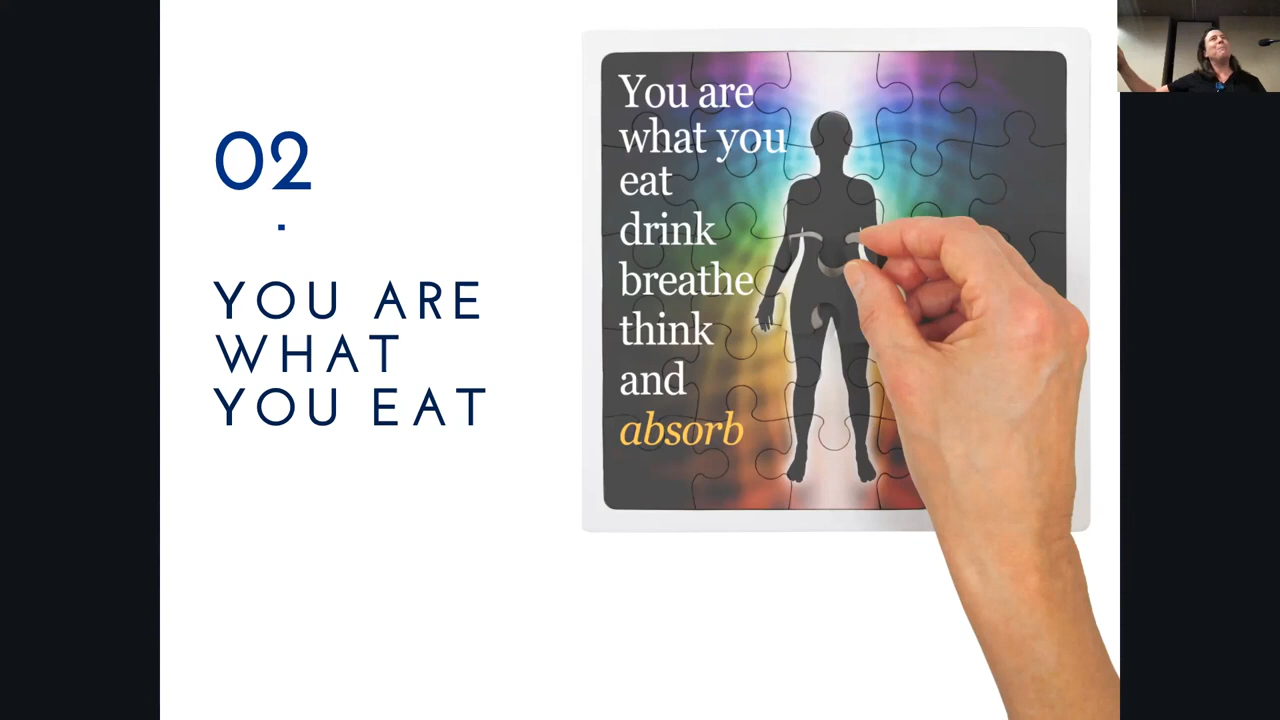 02
.
YOU ARE
WHAT
YOU EAT
You are
what you
eat
drink
breathe
think
and
absorb